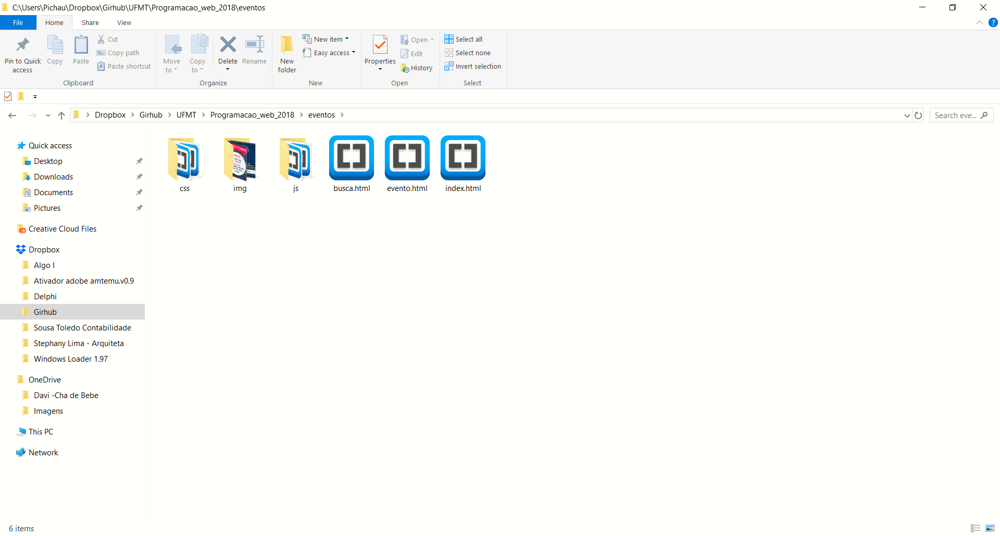 C:\Users\Pichau\Dropbox\Girhub\UFMT\Programacao_web_2018\eventos
File Home Share View
Pin to Quick access
Copy
Paste
Cut
Copy path
Paste shortcut
Clipboard
Move to
Copy to
Delete
Rename
Organize
New folder
New item
Easy access
New
Properties
Open
Edit
History
Open
Select all
Select none
Invert selection
Select
Dropbox Girhub UFMT Programacao_web_2018 eventos
Search eve...
Quick access
Desktop
Downloads
Documents
Pictures
Creative Cloud Files
Dropbox
Algo I
Ativador adobe amtemu.v0.9
Delphi
Girhub
Sousa Toledo Contabilidade
Stephany Lima - Arquiteta
Windows Loader 1.97
OneDrive
Davi -Cha de Bebe
Imagens
This PC
Network
css img js busca.html evento.html index.html
6 items